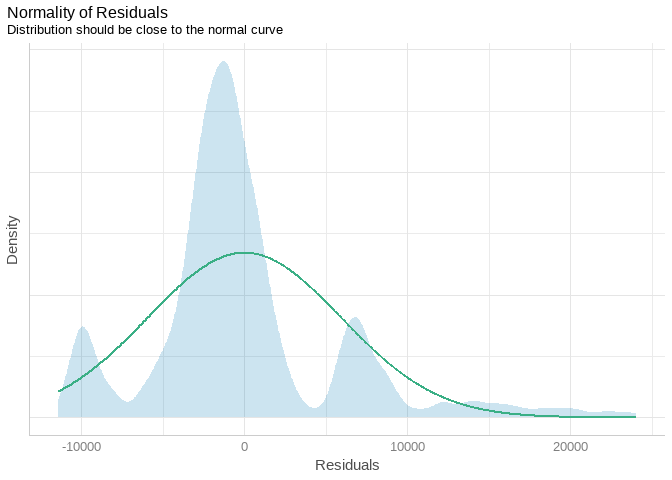 Normality of Residuals
Distribution should be close to the normal curve
Density
-10000
0
10000
20000
Residuals